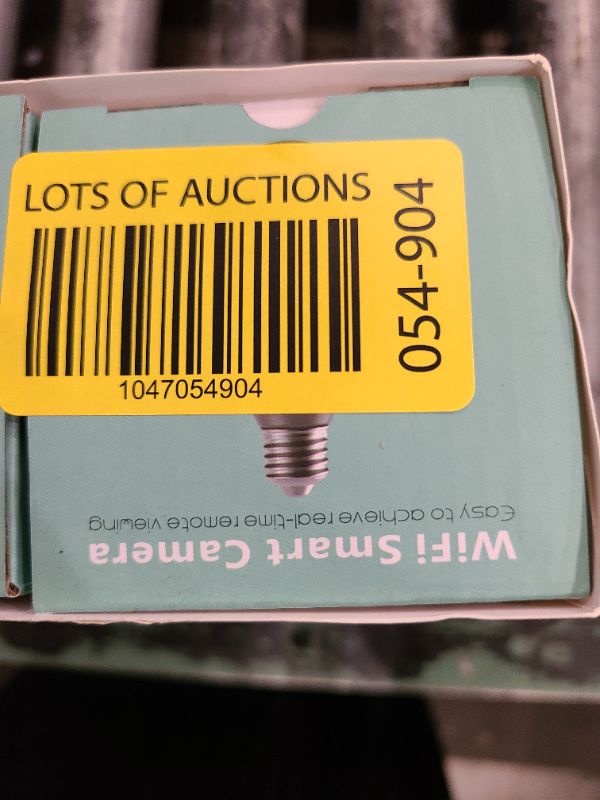 LOTS OF AUCTIONS
1047054904
054-904
WiFi Smart Camera
Easy to achieve real-time remote viewing